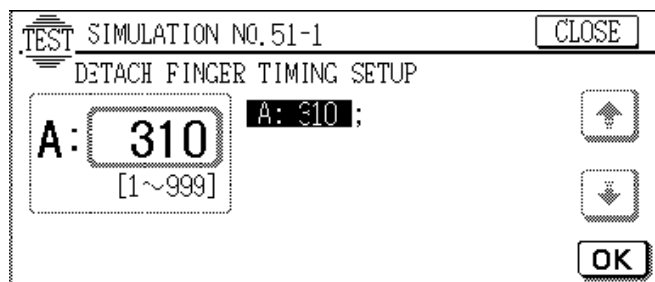 TEST SIMULATION NO.51-1 CLOSE
DETACH FINGER TIMING SETUP
A: 310 A: 310 ;
[1~999]
OK